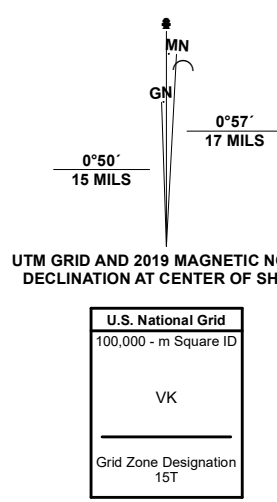 MN
GN
0°57´
17 MILS
0°50´
15 MILS
UTM GRID AND 2019 MAGNETIC N
DECLINATION AT CENTER OF SH
U.S. National Grid
100,000 - m Square ID
VK
Grid Zone Designation
15T